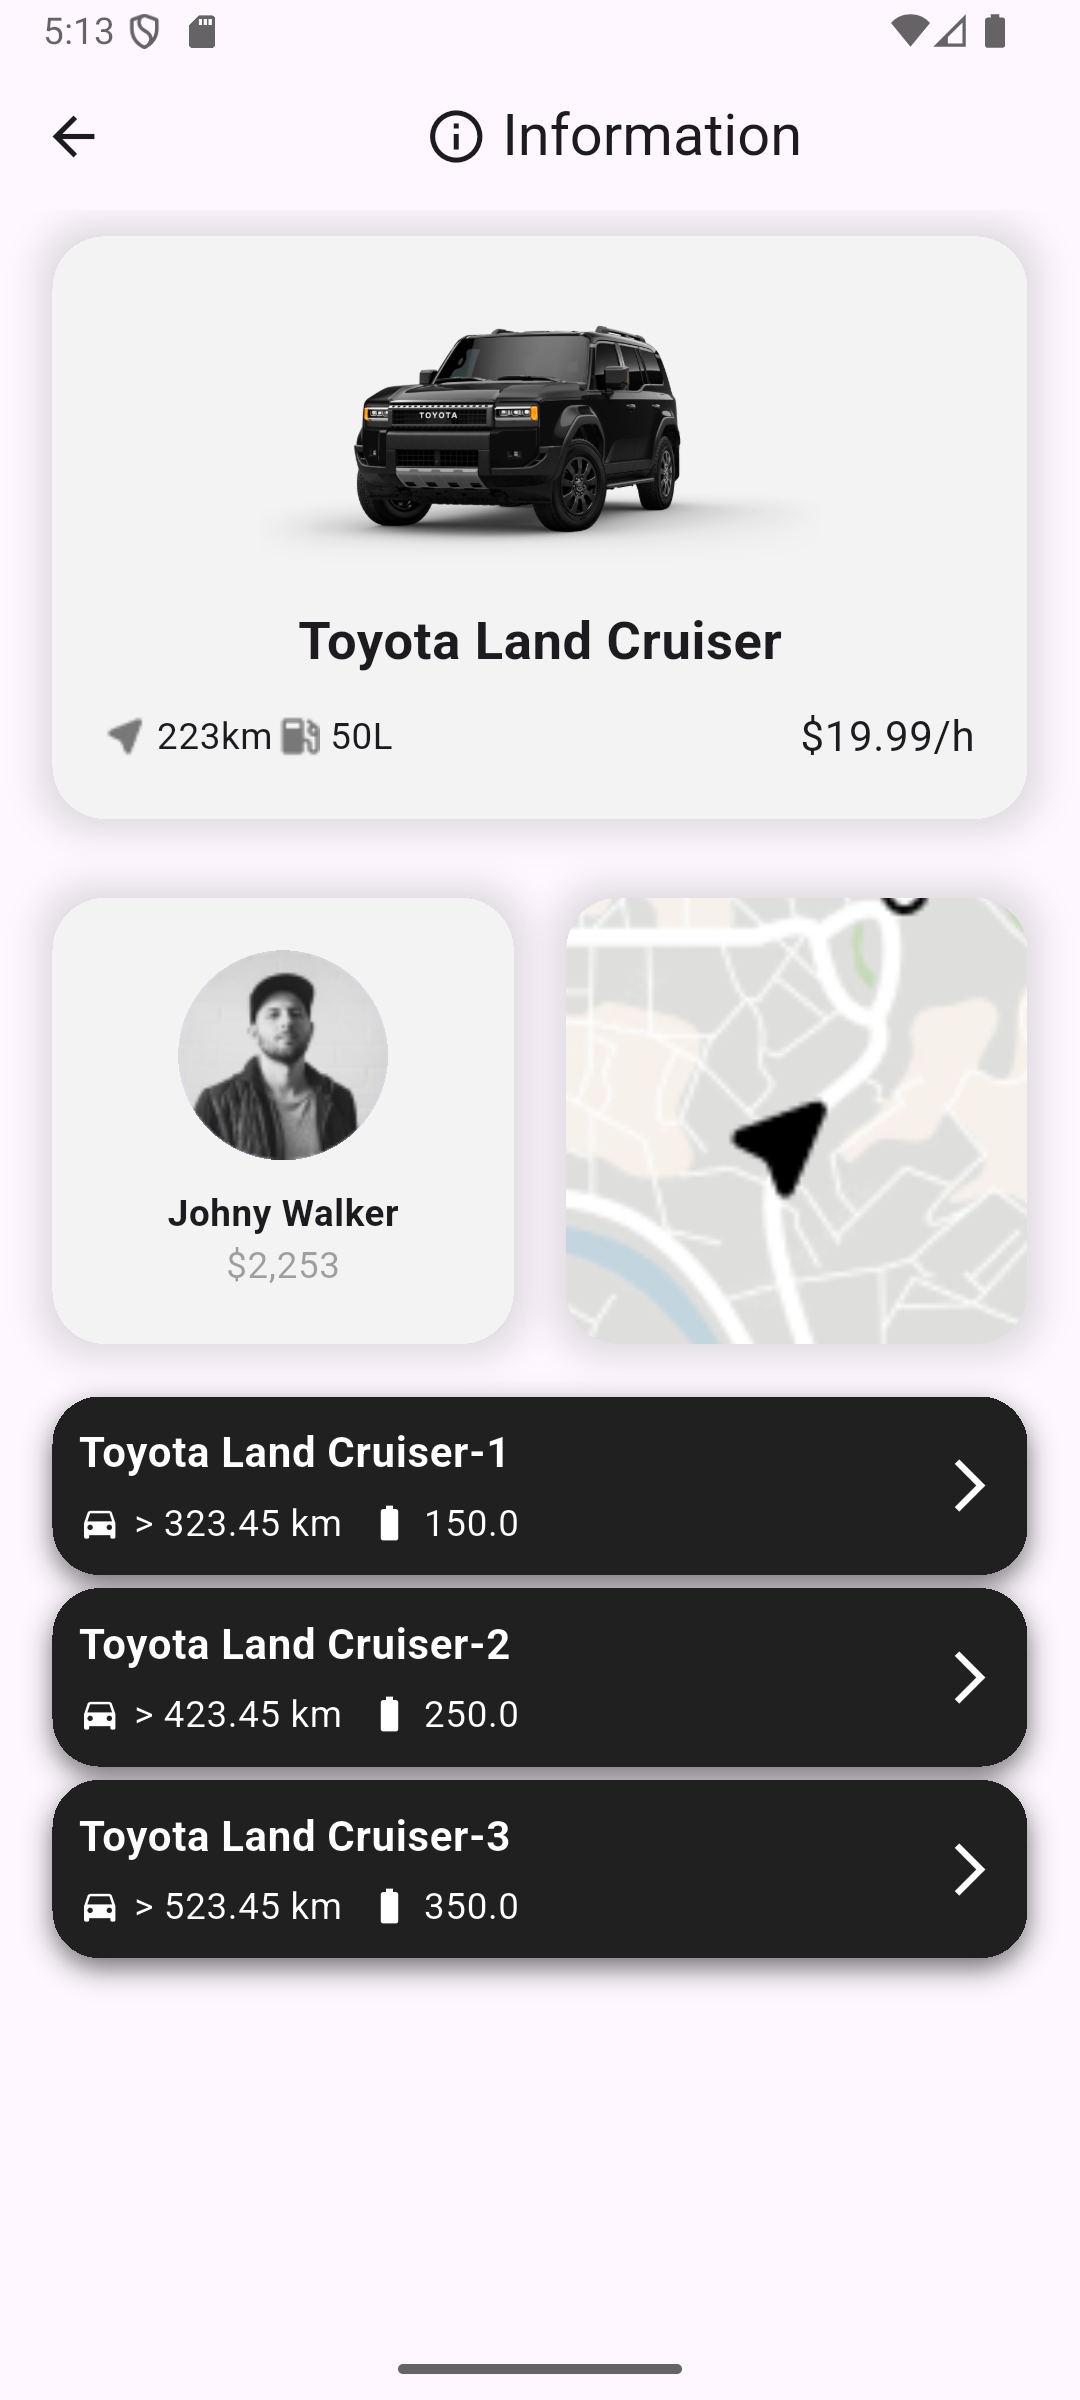 5:13
Information
TOYOTA
Toyota Land Cruiser
223km 50L $19.99/h
Johny Walker
$2,253
Toyota Land Cruiser-1
> 323.45 km 150.0
Toyota Land Cruiser-2
> 423.45 km 250.0
Toyota Land Cruiser-3
> 523.45 km 350.0